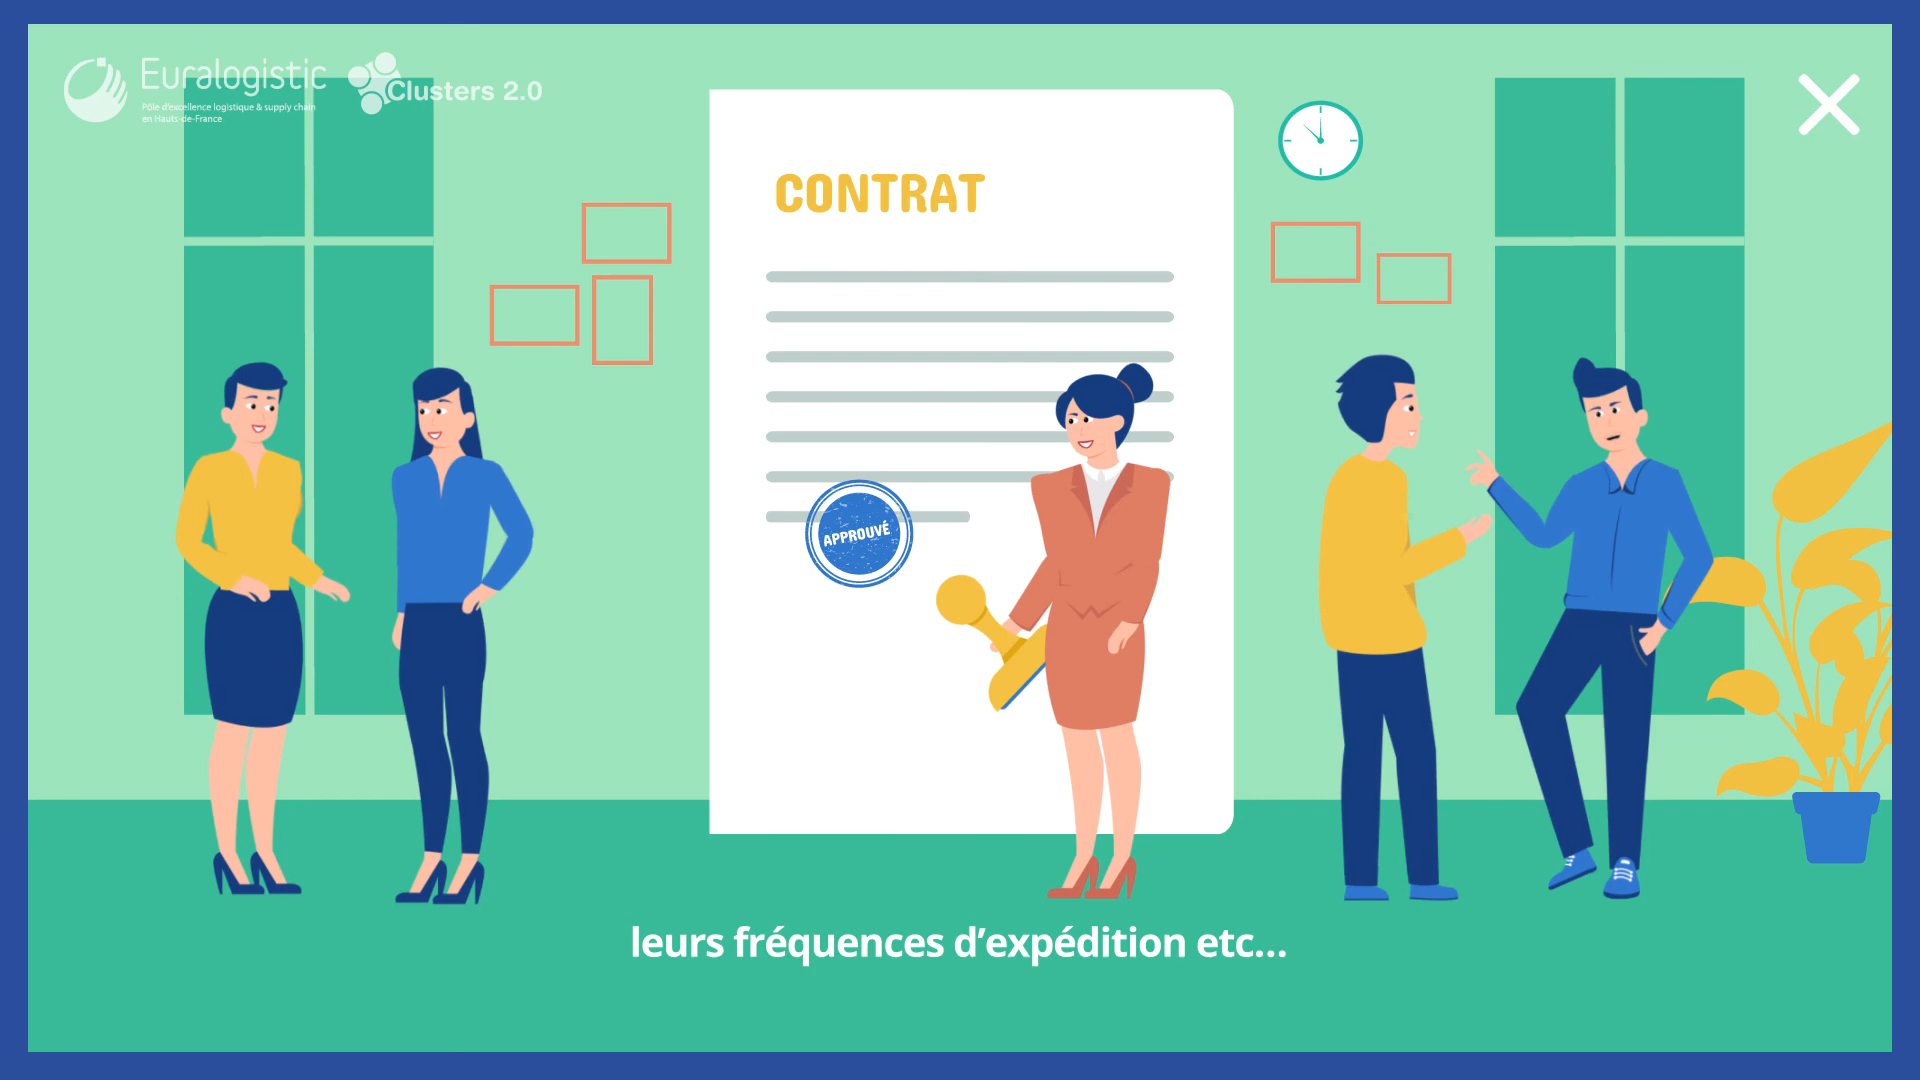 Euralogistic
Pôle d'excellence logistique & supply chain
en Hauts-de-France
Clusters 2.0
CONTRAT
APPROUVÉ
leurs fréquences d’expédition etc...